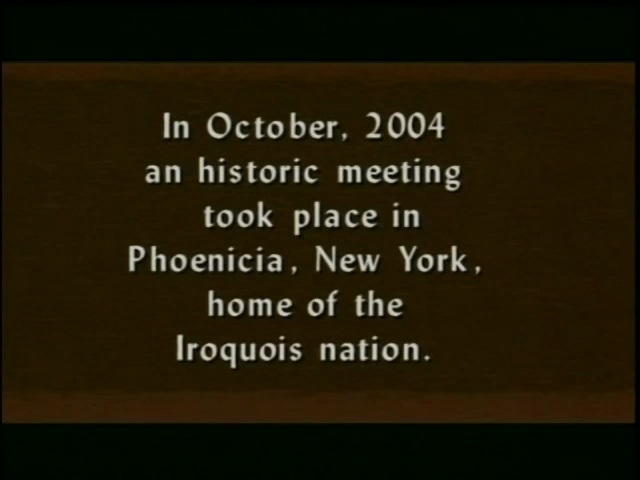 In October, 2004
an historic meeting
took place in
Phoenicia, New York,
home of the
Iroquois nation.